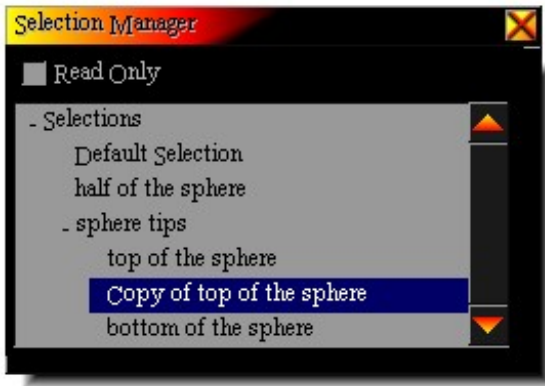 Selection Manager
Read Only
- Selections
Default Selection
half of the sphere
- sphere tips
top of the sphere
Copy of top of the sphere
bottom of the sphere